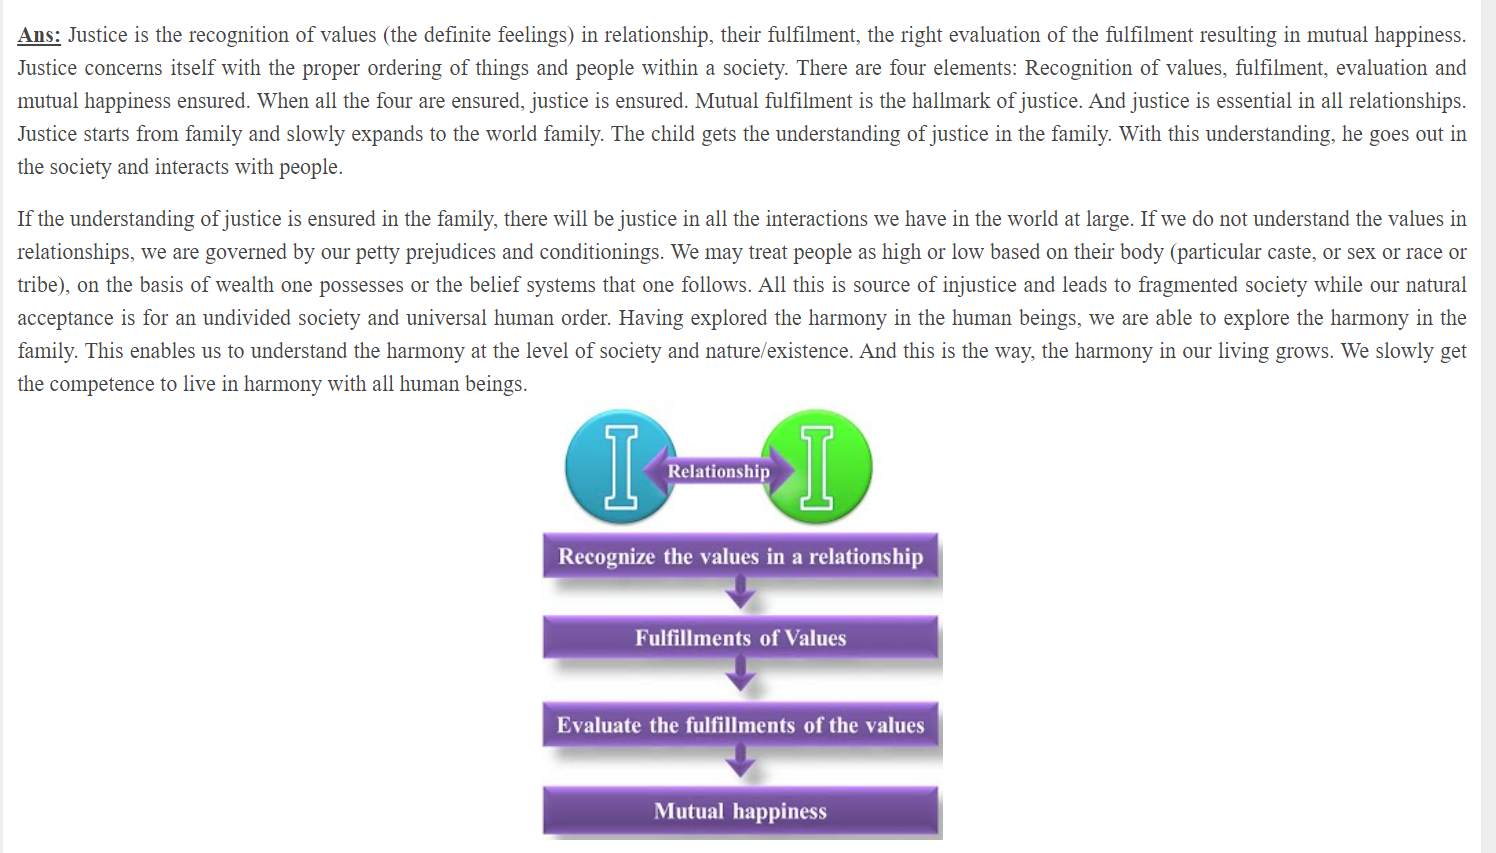 Ans: Justice is the recognition of values (the definite feelings) in relationship, their fulfilment, the right evaluation of the fulfilment resulting in mutual happiness.
Justice concerns itself with the proper ordering of things and people within a society. There are four elements: Recognition of values, fulfilment, evaluation and
mutual happiness ensured. When all the four are ensured, justice is ensured. Mutual fulfilment is the hallmark of justice. And justice is essential in all relationships.
Justice starts from family and slowly expands to the world family. The child gets the understanding of justice in the family. With this understanding, he goes out in
the society and interacts with people.
If the understanding of justice is ensured in the family, there will be justice in all the interactions we have in the world at large. If we do not understand the values in
relationships, we are governed by our petty prejudices and conditionings. We may treat people as high or low based on their body (particular caste, or sex or race or
tribe), on the basis of wealth one possesses or the belief systems that one follows. All this is source of injustice and leads to fragmented society while our natural
acceptance is for an undivided society and universal human order. Having explored the harmony in the human beings, we are able to explore the harmony in the
family. This enables us to understand the harmony at the level of society and nature/existence. And this is the way, the harmony in our living grows. We slowly get
the competence to live in harmony with all human beings.
I Relationship I
Recognize the values in a relationship
Fulfillments of Values
Evaluate the fulfillments of the values
Mutual happiness